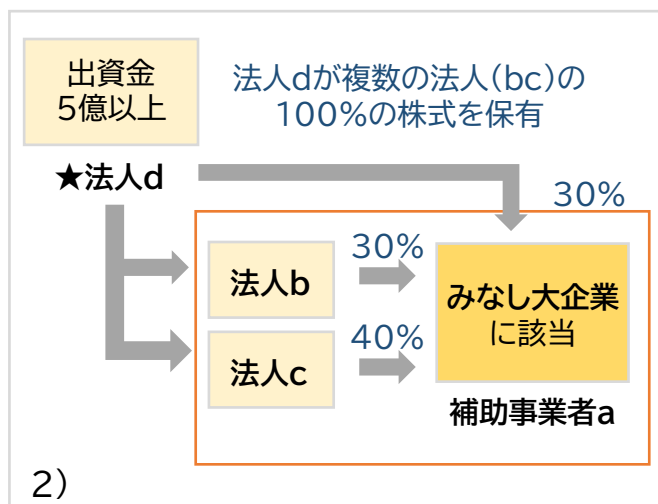 出資金
5億以上
法人dが複数の法人(bc)の
100%の株式を保有
★法人d
30%
法人b
30%
みなし大企業
に該当
法人c
40%
補助事業者a
2)